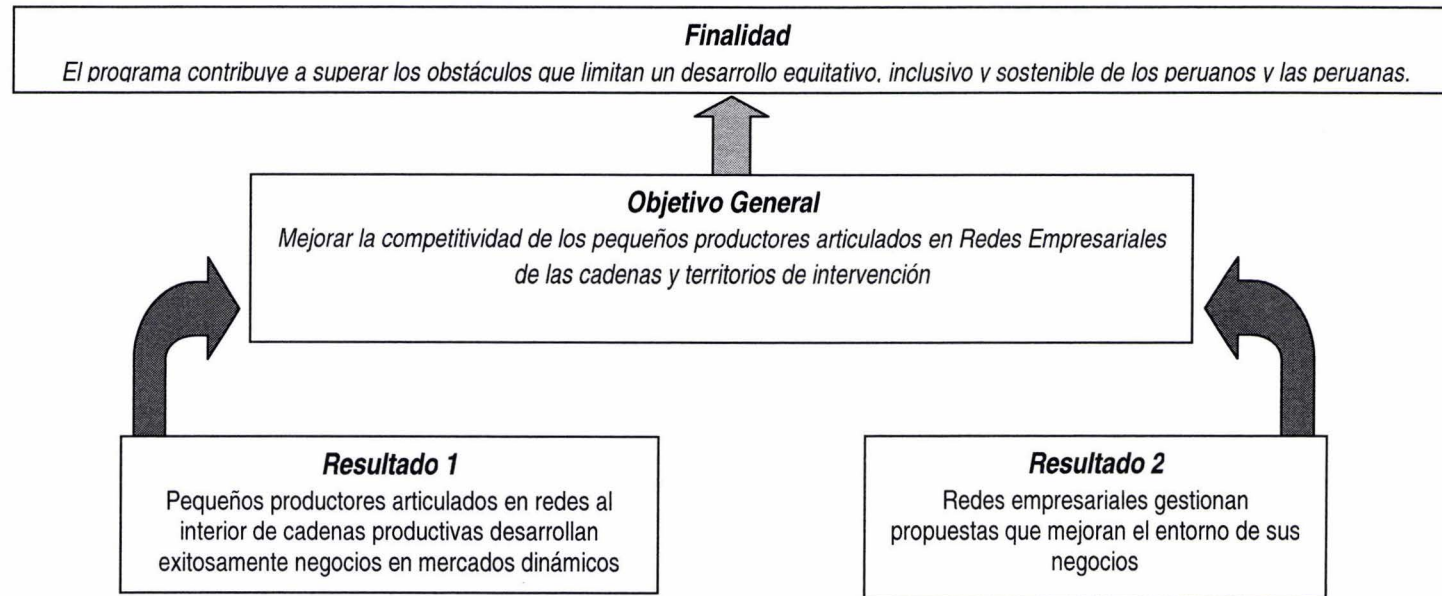 Finalidad
El programa contribuye a superar los obstáculos que limitan un desarrollo equitativo, inclusivo y sostenible de los peruanos y las peruanas.
Objetivo General
Mejorar la competitividad de los pequeños productores articulados en Redes Empresariales
de las cadenas y territorios de intervención
Resultado 1
Pequeños productores articulados en redes al
interior de cadenas productivas desarrollan
exitosamente negocios en mercados dinámicos
Resultado 2
Redes empresariales gestionan
propuestas que mejoran el entorno de sus
negocios